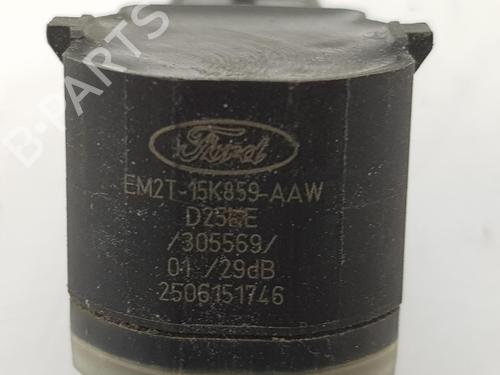 B-PARTS
Ford
EM2T-15K859-AAW
/305569/
01 /29dB
2506151746